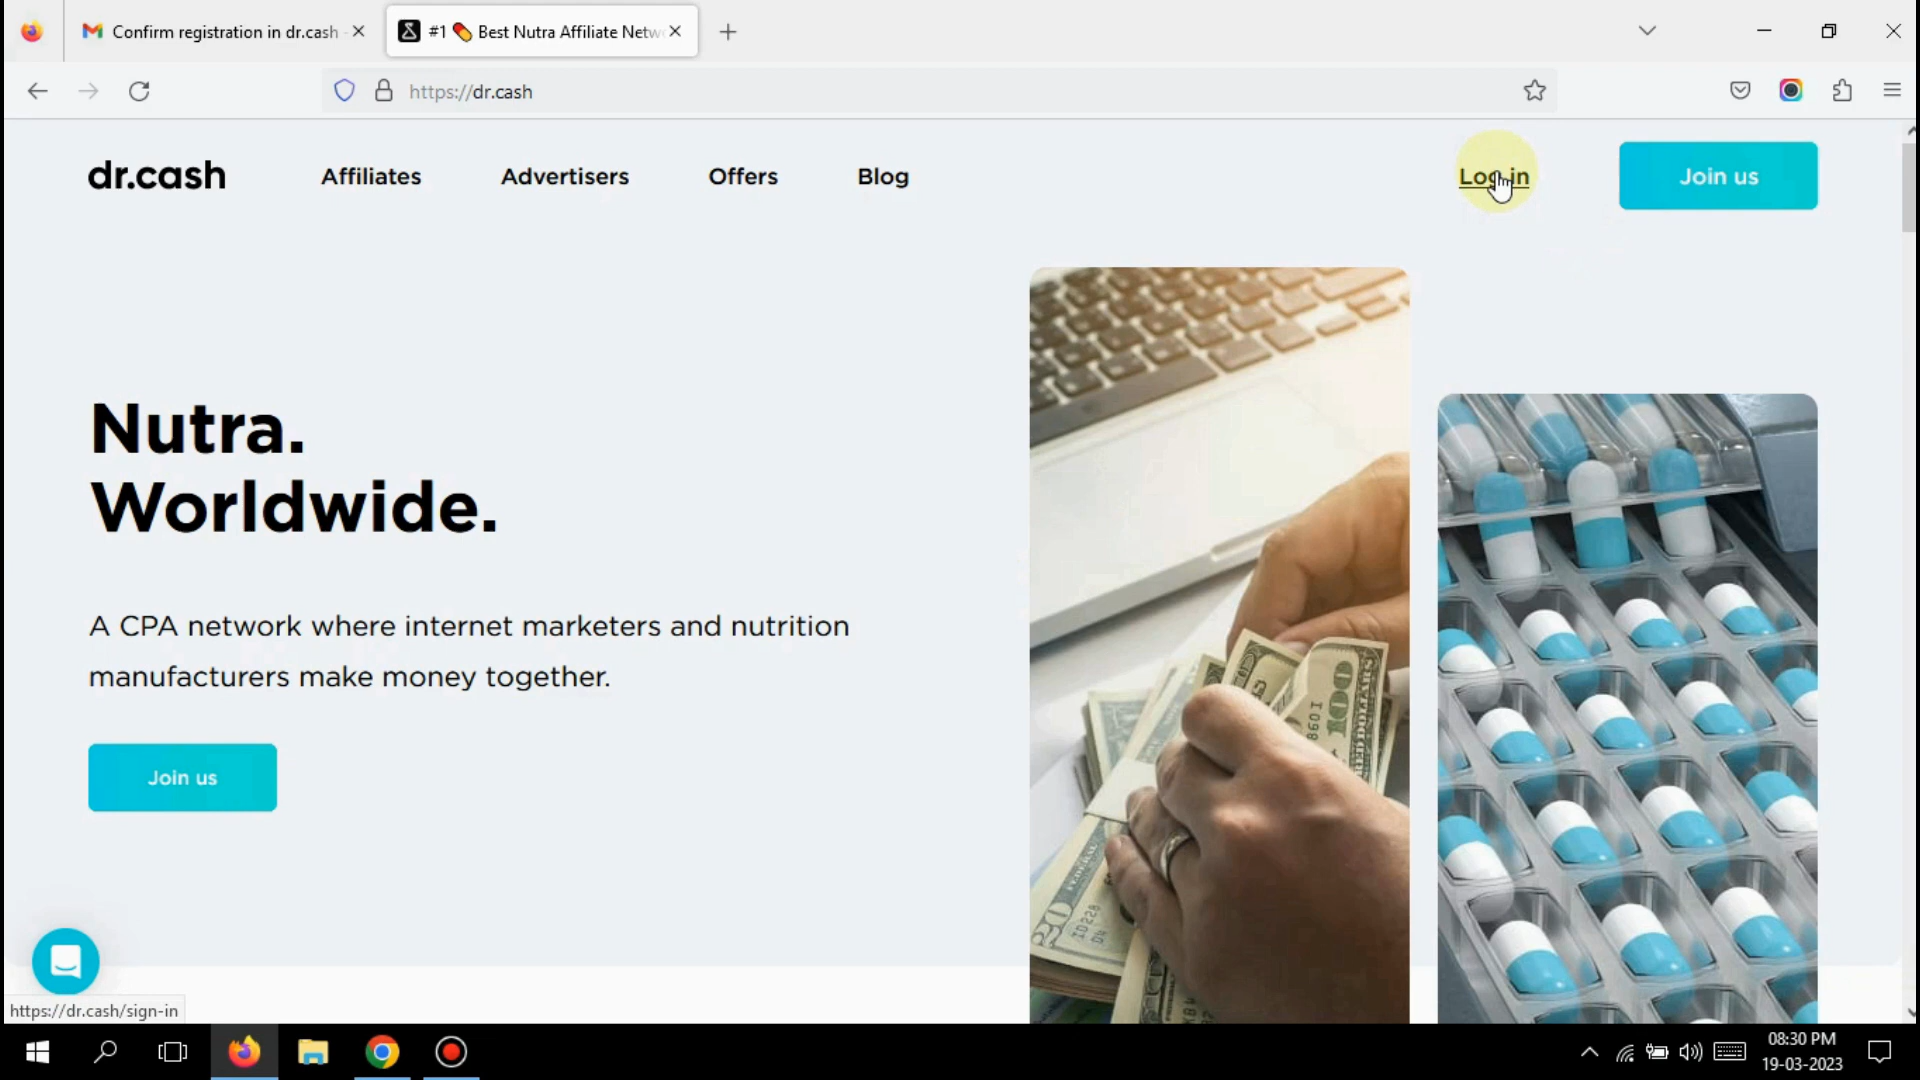 Confirm registration in dr.cash -
#1 💊 Best Nutra Affiliate Netw
https://dr.cash
dr.cash
Affiliates
Advertisers
Offers
Blog
Log in
Join us
Nutra.
Worldwide.
A CPA network where internet marketers and nutrition
manufacturers make money together.
Join us
https://dr.cash/sign-in
08:30 PM
19-03-2023